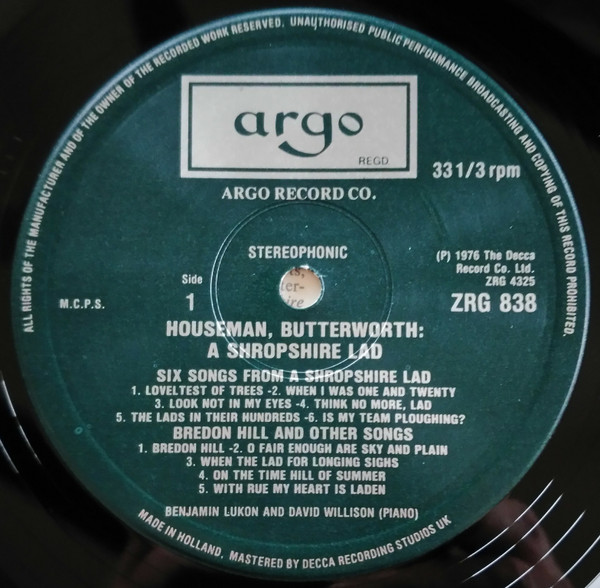 ALL RIGHTS OF THE MANUFACTURER AND OF THE OWNER OF THE RECORDED WORK RESERVED. UNAUTHORISED PUBLIC PERFORMANCE BROADCASTING AND COPYING OF THIS RECORD PROHIBITED.
argo
REGD
33 1/3 rpm
ARGO RECORD CO.
STEREOPHONIC
(P) 1976 The Decca
Record Co. Ltd.
ZRG 4325
M.C.P.S.
Side
1
ZRG 838
HOUSEMAN, BUTTERWORTH:
A SHROPSHIRE LAD
SIX SONGS FROM A SHROPSHIRE LAD
1. LOVELTEST OF TREES -2. WHEN I WAS ONE AND TWENTY
3. LOOK NOT IN MY EYES -4. THINK NO MORE, LAD
5. THE LADS IN THEIR HUNDREDS -6. IS MY TEAM PLOUGHING?
BREDON HILL AND OTHER SONGS
1. BREDON HILL -2. O FAIR ENOUGH ARE SKY AND PLAIN
3. WHEN THE LAD FOR LONGING SIGHS
4. ON THE TIME HILL OF SUMMER
5. WITH RUE MY HEART IS LADEN
BENJAMIN LUKON AND DAVID WILLISON (PIANO)
MADE IN HOLLAND. MASTERED BY DECCA RECORDING STUDIOS UK